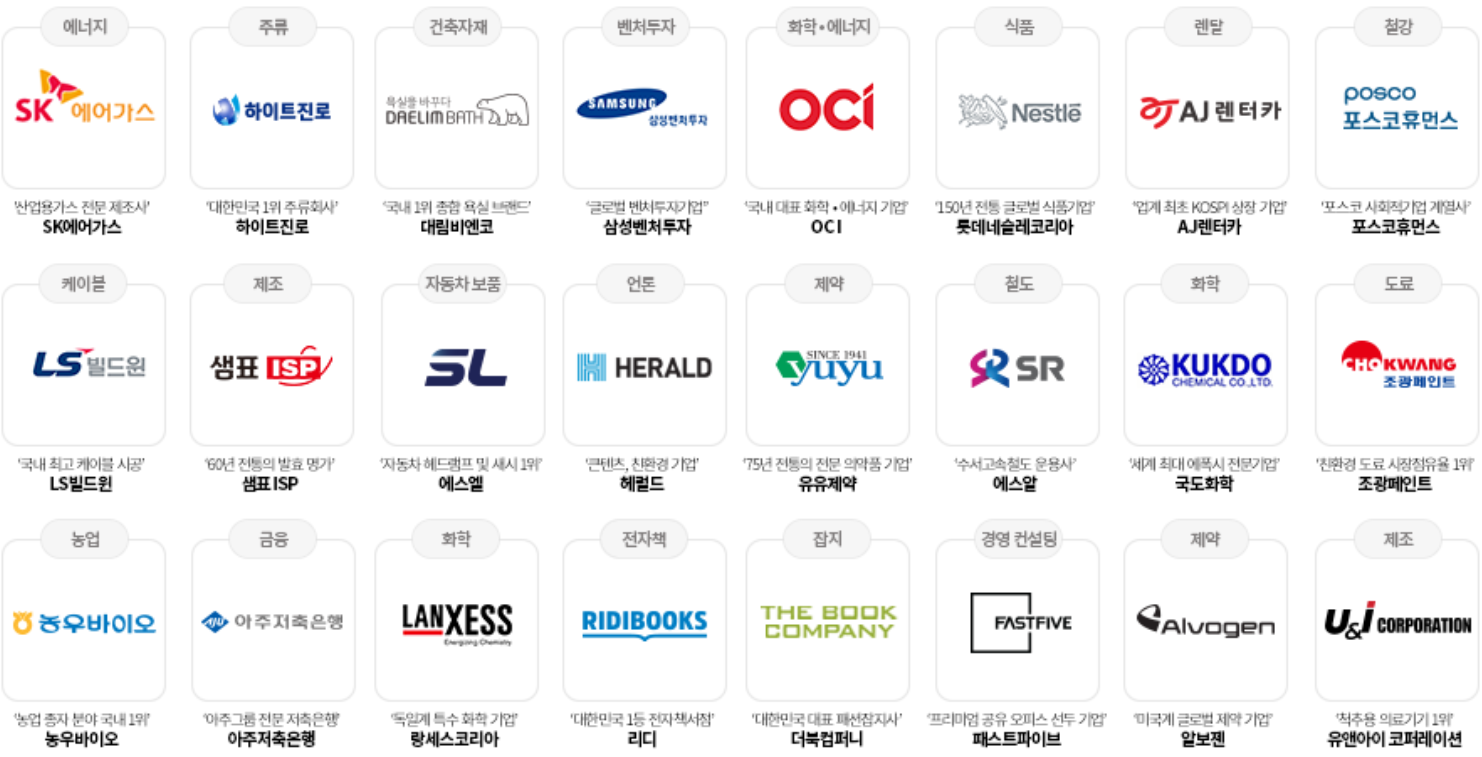 에너지
주류
건축자재
벤처투자
화학•에너지
식품
렌탈
철강
SK 에어가스
하이트진로
욕실을 바꾸다
DAELIM BATH
SAMSUNG
삼성벤처투자
OCI
Nestlé
AJ 렌터카
posco
포스코휴먼스
'산업용가스 전문 제조사'
'대한민국 1위 주류회사'
'국내 1위 종합 욕실 브랜드'
'글로벌 벤처투자기업"
'국내 대표 화학 • 에너지 기업'
'150년 전통 글로벌 식품기업'
'업계 최초 KOSPI 상장 기업'
'포스코 사회적기업 계열사'
SK에어가스
하이트진로
대림비엔코
삼성벤처투자
OCI
롯데네슬레코리아
AJ렌터카
포스코휴먼스
케이블
제조
자동차 보품
언론
제약
철도
화학
도료
LS 빌드윈
샘표 ISP
SL
HERALD
SINCE 1941
yuyu
SR
KUKDO
CHEMICAL CO.,LTD.
CHOKWANG
조광페인트
'국내 최고 케이블 시공'
'60년 전통의 발효 명가'
'자동차 헤드램프 및 섀시 1위'
'콘텐츠, 친환경 기업'
'75년 전통의 전문 의약품 기업'
'수서고속철도 운용사'
'세계 최대 에폭시 전문기업'
'친환경 도료 시장점유율 1위'
LS빌드윈
샘표 ISP
에스엘
헤럴드
유유제약
에스알
국도화학
조광페인트
농업
금융
화학
전자책
잡지
경영 컨설팅
제약
제조
농우바이오
AJU 아주저축은행
LANXESS
Energizing Chemistry
RIDIBOOKS
THE BOOK
COMPANY
FASTFIVE
Alvogen
U&I CORPORATION
'농업 종자 분야 국내 1위'
'아주그룹 전문 저축은행'
'독일계 특수 화학 기업'
'대한민국 1등 전자책서점'
'대한민국 대표 패션잡지사'
'프리미엄 공유 오피스 선두 기업'
'미국계 글로벌 제약 기업'
'척추용 의료기기 1위'
농우바이오
아주저축은행
랑세스코리아
리디
더북컴퍼니
패스트파이브
알보젠
유앤아이 코퍼레이션